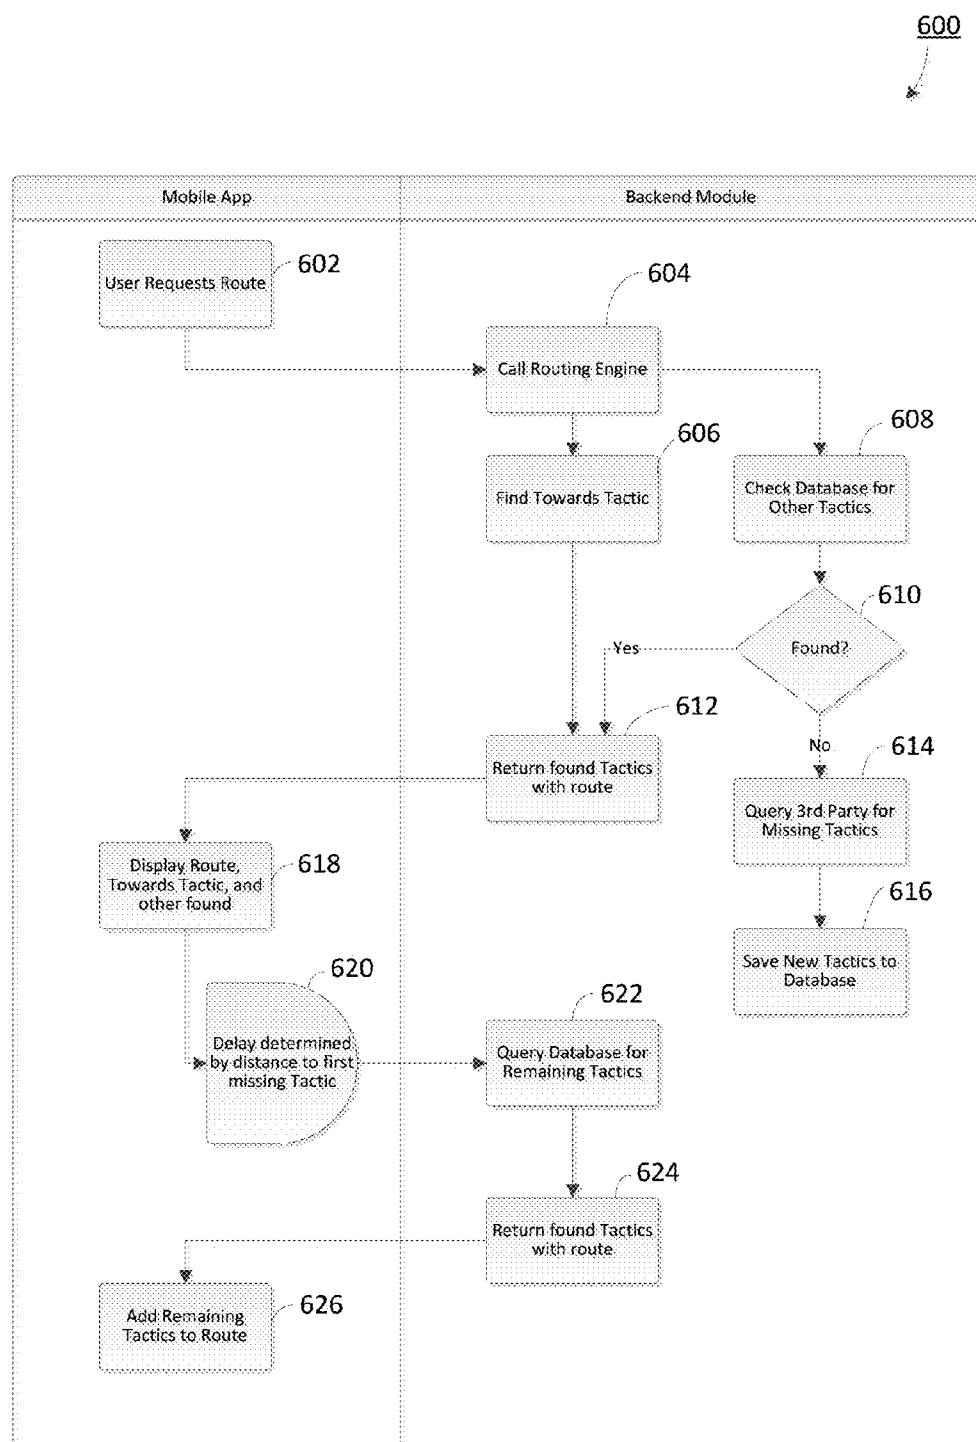 600
Mobile App
Backend Module
User Requests Route
602
604
Call Routing Engine
606
608
Find Towards Tactic
Check Database for
Other Tactics
610
Found?
Yes
612
No
614
Return found Tactics
with route
Query 3rd Party for
Missing Tactics
618
Display Route,
Towards Tactic, and
other found
616
Save New Tactics to
Database
620
622
Delay determined
by distance to first
missing Tactic
Query Database for
Remaining Tactics
624
Return found Tactics
with route
626
Add Remaining
Tactics to Route